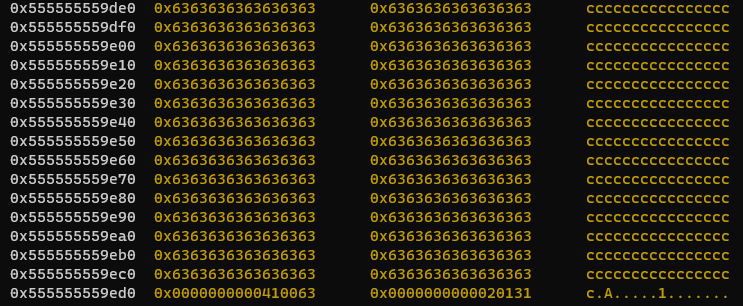 0x555555559de0 0x6363636363636363 0x6363636363636363 cccccccccccccccc
0x555555559df0 0x6363636363636363 0x6363636363636363 cccccccccccccccc
0x555555559e00 0x6363636363636363 0x6363636363636363 cccccccccccccccc
0x555555559e10 0x6363636363636363 0x6363636363636363 cccccccccccccccc
0x555555559e20 0x6363636363636363 0x6363636363636363 cccccccccccccccc
0x555555559e30 0x6363636363636363 0x6363636363636363 cccccccccccccccc
0x555555559e40 0x6363636363636363 0x6363636363636363 cccccccccccccccc
0x555555559e50 0x6363636363636363 0x6363636363636363 cccccccccccccccc
0x555555559e60 0x6363636363636363 0x6363636363636363 cccccccccccccccc
0x555555559e70 0x6363636363636363 0x6363636363636363 cccccccccccccccc
0x555555559e80 0x6363636363636363 0x6363636363636363 cccccccccccccccc
0x555555559e90 0x6363636363636363 0x6363636363636363 cccccccccccccccc
0x555555559ea0 0x6363636363636363 0x6363636363636363 cccccccccccccccc
0x555555559eb0 0x6363636363636363 0x6363636363636363 cccccccccccccccc
0x555555559ec0 0x6363636363636363 0x6363636363636363 cccccccccccccccc
0x555555559ed0 0x0000000000410063 0x0000000000020131 c.A.....1.......